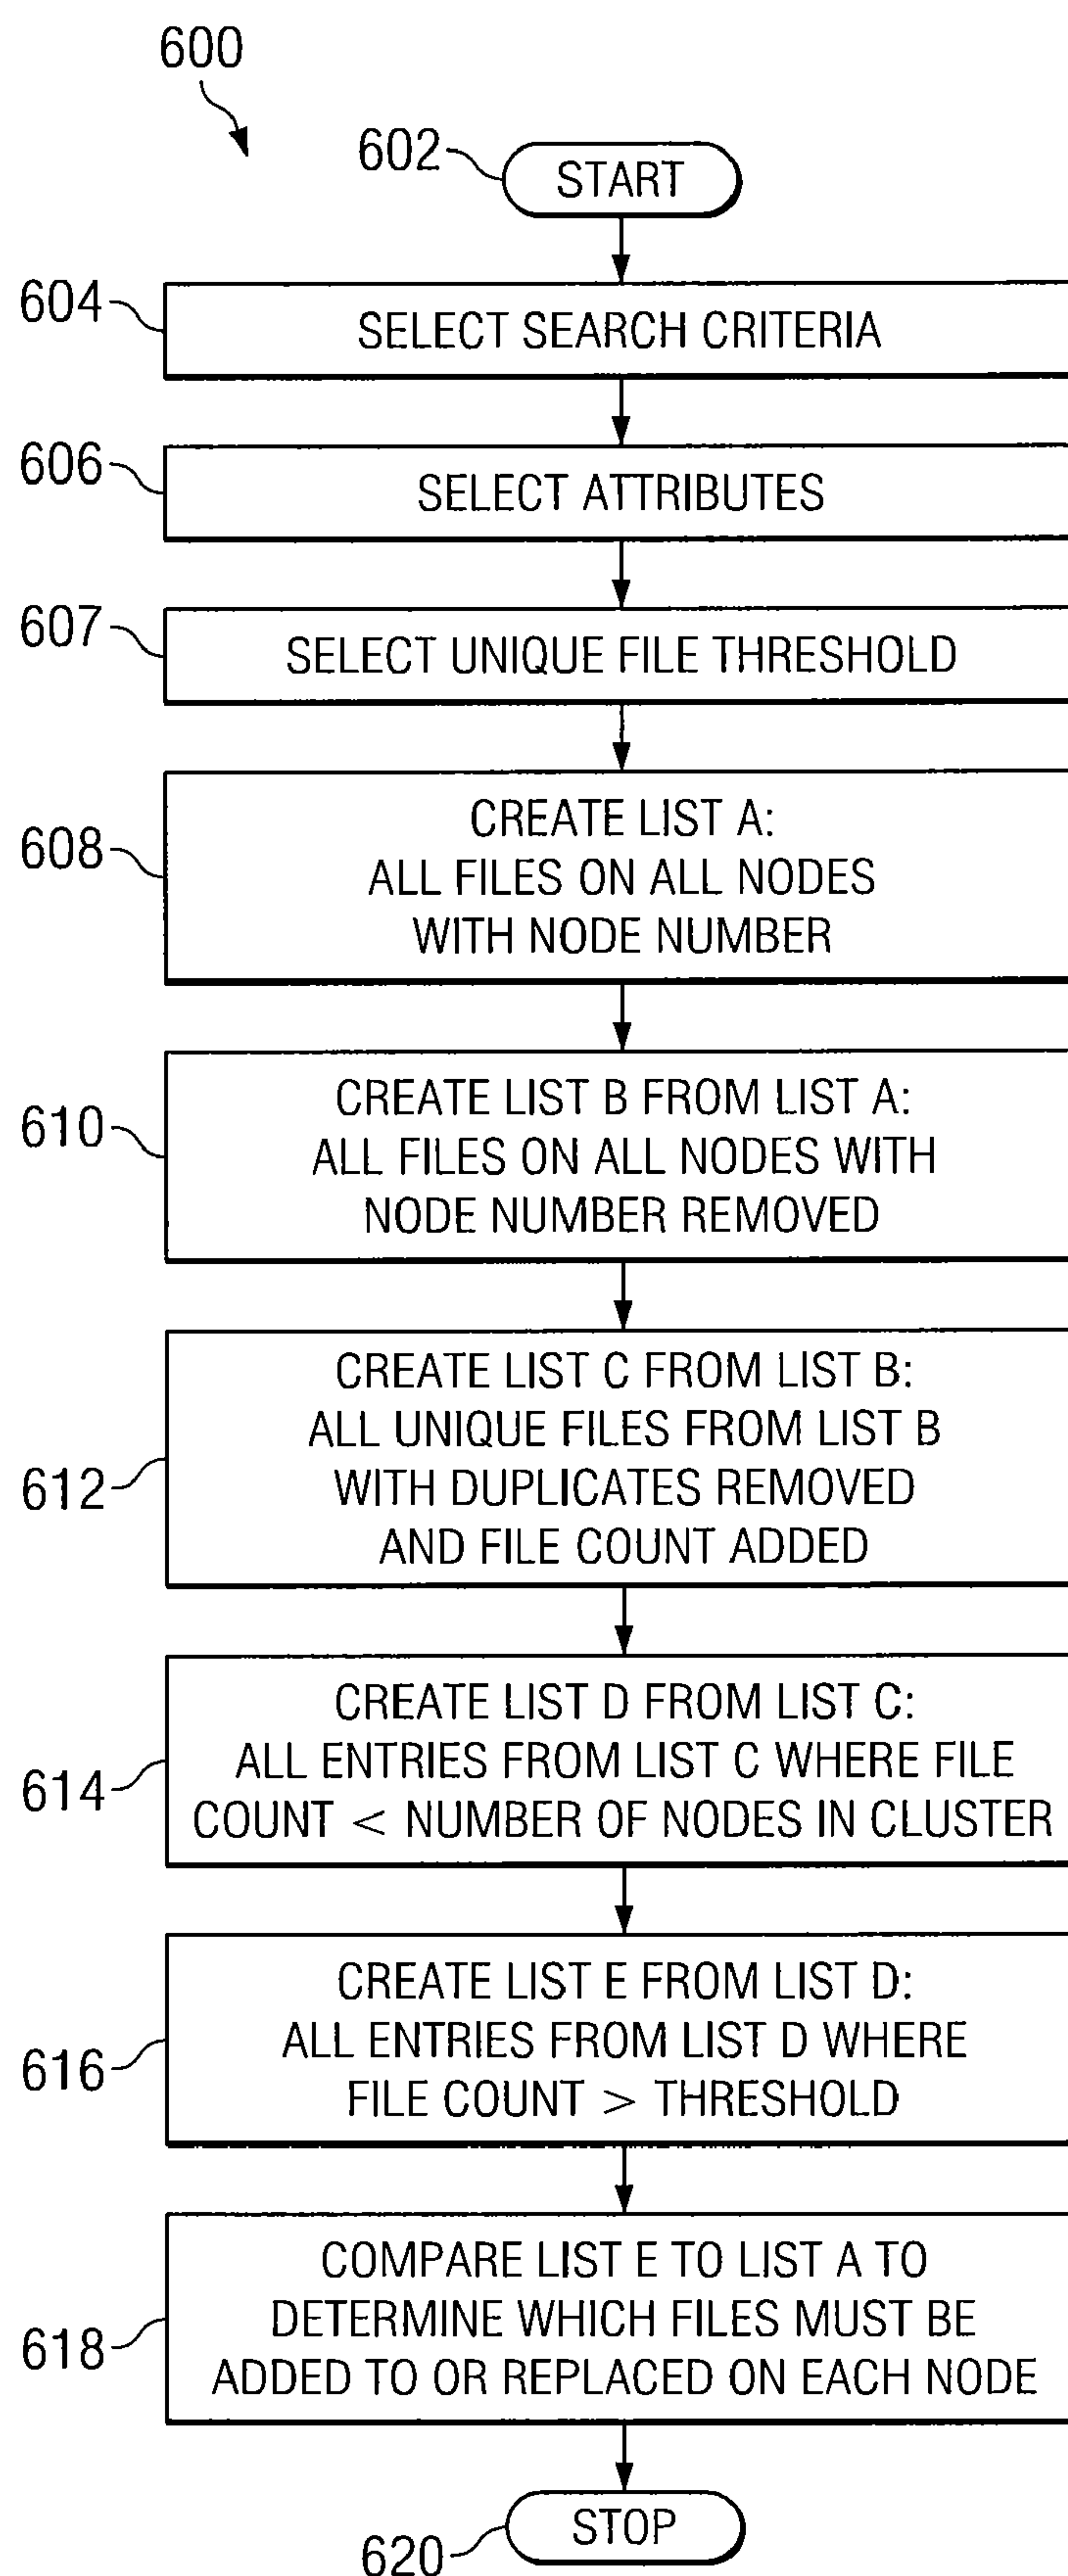 600
602
START
604
SELECT SEARCH CRITERIA
606
SELECT ATTRIBUTES
607
SELECT UNIQUE FILE THRESHOLD
608
CREATE LIST A:
ALL FILES ON ALL NODES
WITH NODE NUMBER
610
CREATE LIST B FROM LIST A:
ALL FILES ON ALL NODES WITH
NODE NUMBER REMOVED
612
CREATE LIST C FROM LIST B:
ALL UNIQUE FILES FROM LIST B
WITH DUPLICATES REMOVED
AND FILE COUNT ADDED
614
CREATE LIST D FROM LIST C:
ALL ENTRIES FROM LIST C WHERE FILE
COUNT < NUMBER OF NODES IN CLUSTER
616
CREATE LIST E FROM LIST D:
ALL ENTRIES FROM LIST D WHERE
FILE COUNT > THRESHOLD
618
COMPARE LIST E TO LIST A TO
DETERMINE WHICH FILES MUST BE
ADDED TO OR REPLACED ON EACH NODE
620
STOP